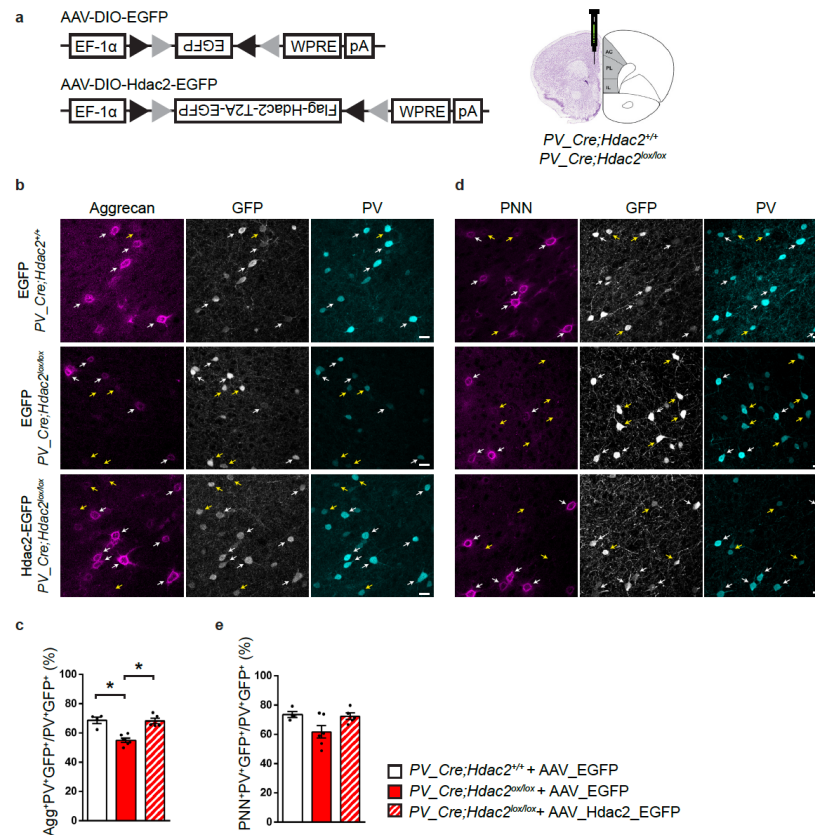 a
AAV-DIO-EGFP
EF-1α EGFP WPRE pA
AAV-DIO-Hdac2-EGFP
EF-1α Flag-Hdac2-T2A-EGFP WPRE pA
AC
PL
IL
PV_Cre;Hdac2+/+
PV_Cre;Hdac2lox/lox
b
Aggrecan GFP PV
EGFP
PV_Cre;Hdac2+/+
EGFP
PV_Cre;Hdac2lox/lox
Hdac2-EGFP
PV_Cre;Hdac2lox/lox
d
PNN GFP PV
c
Agg+PV+GFP+/PV+GFP+ (%)
100
80
60
40
20
0
* *
e
PNN+PV+GFP+/PV+GFP+ (%)
100
80
60
40
20
0
PV_Cre;Hdac2+/+ + AAV_EGFP
PV_Cre;Hdac2ox/lox + AAV_EGFP
PV_Cre;Hdac2lox/lox+ AAV_Hdac2_EGFP